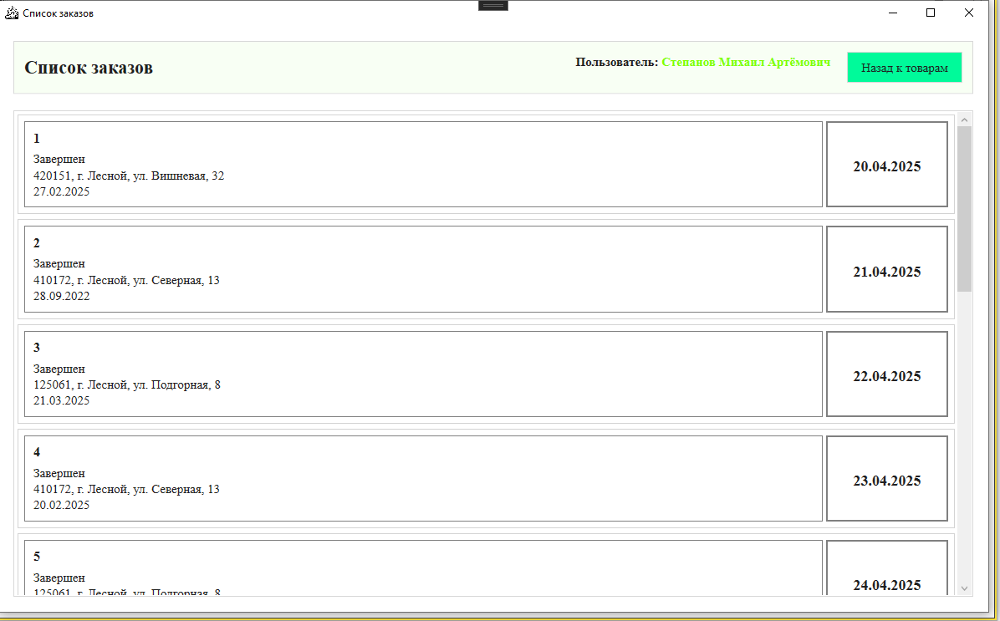 Список заказов
Список заказов
Пользователь: Степанов Михаил Артёмович
Назад к товарам
1
Завершен
420151, г. Лесной, ул. Вишневая, 32
27.02.2025
20.04.2025
2
Завершен
410172, г. Лесной, ул. Северная, 13
28.09.2022
21.04.2025
3
Завершен
125061, г. Лесной, ул. Подгорная, 8
21.03.2025
22.04.2025
4
Завершен
410172, г. Лесной, ул. Северная, 13
20.02.2025
23.04.2025
5
Завершен
125061, г. Лесной, ул. Подгорная, 8
24.04.2025